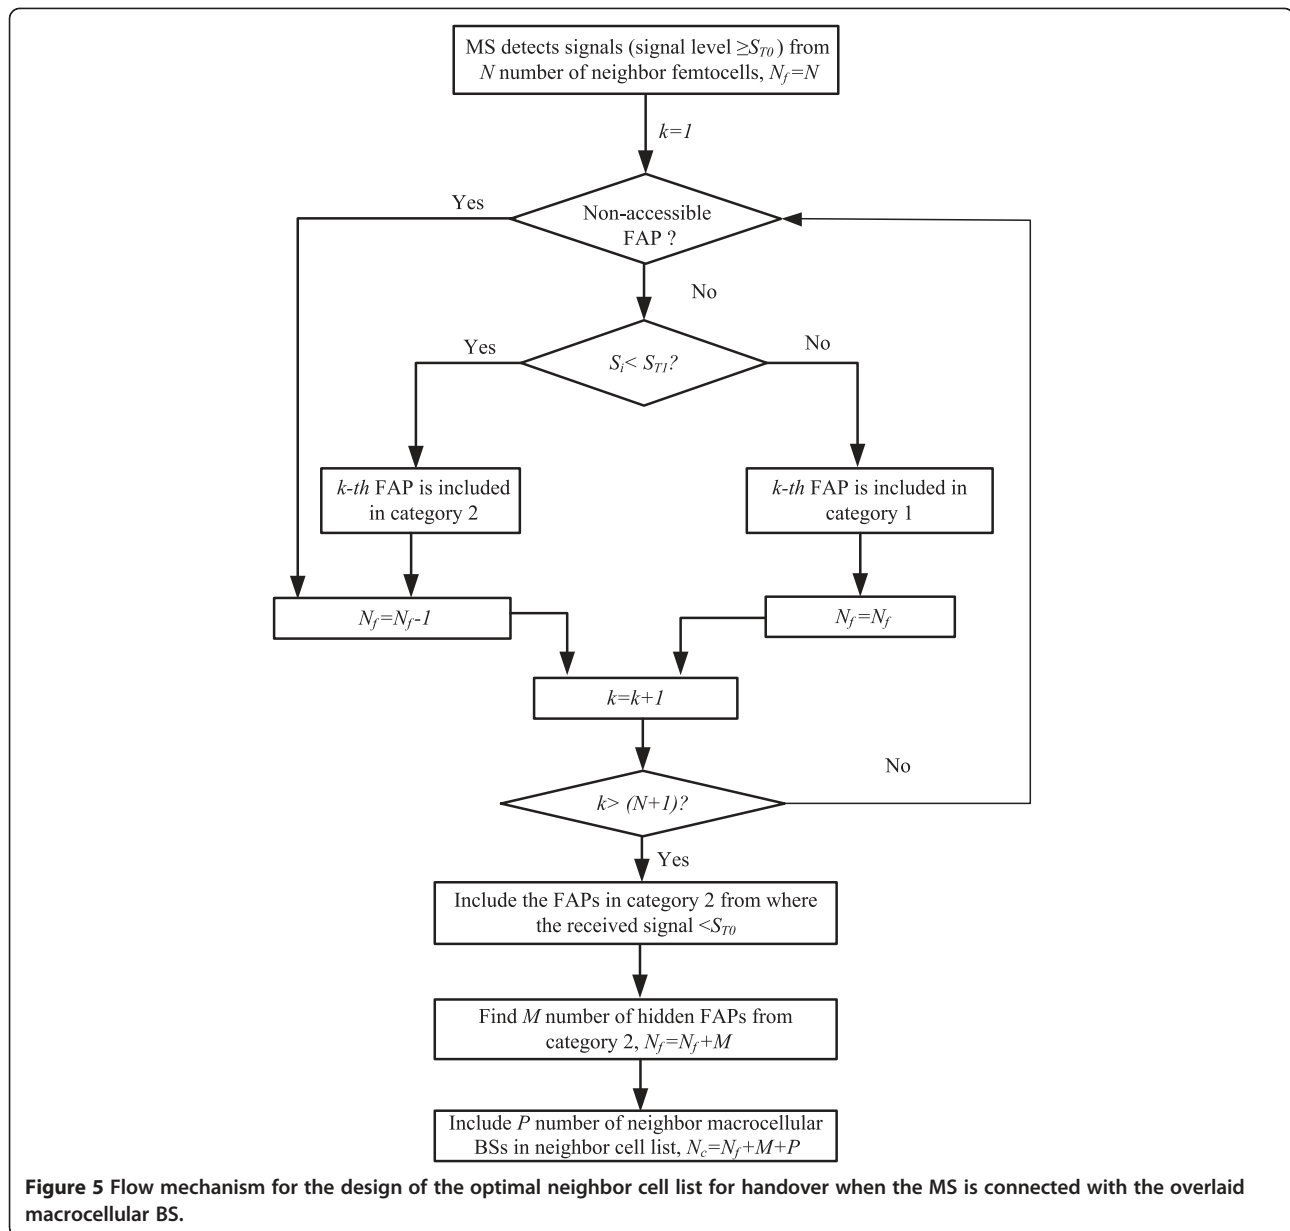 MS detects signals (signal level ≥S_T0) from
N number of neighbor femtocells, N_f=N
k=1
Yes
Non-accessible
FAP ?
No
Yes
S_i< S_T1?
No
k-th FAP is included
in category 2
k-th FAP is included in
category 1
N_f=N_f-1
N_f=N_f
k=k+1
k> (N+1)?
No
Yes
Include the FAPs in category 2 from where
the received signal <S_T0
Find M number of hidden FAPs from
category 2, N_f=N_f+M
Include P number of neighbor macrocellular
BSs in neighbor cell list, N_c=N_f+M+P
Figure 5 Flow mechanism for the design of the optimal neighbor cell list for handover when the MS is connected with the overlaid
macrocellular BS.